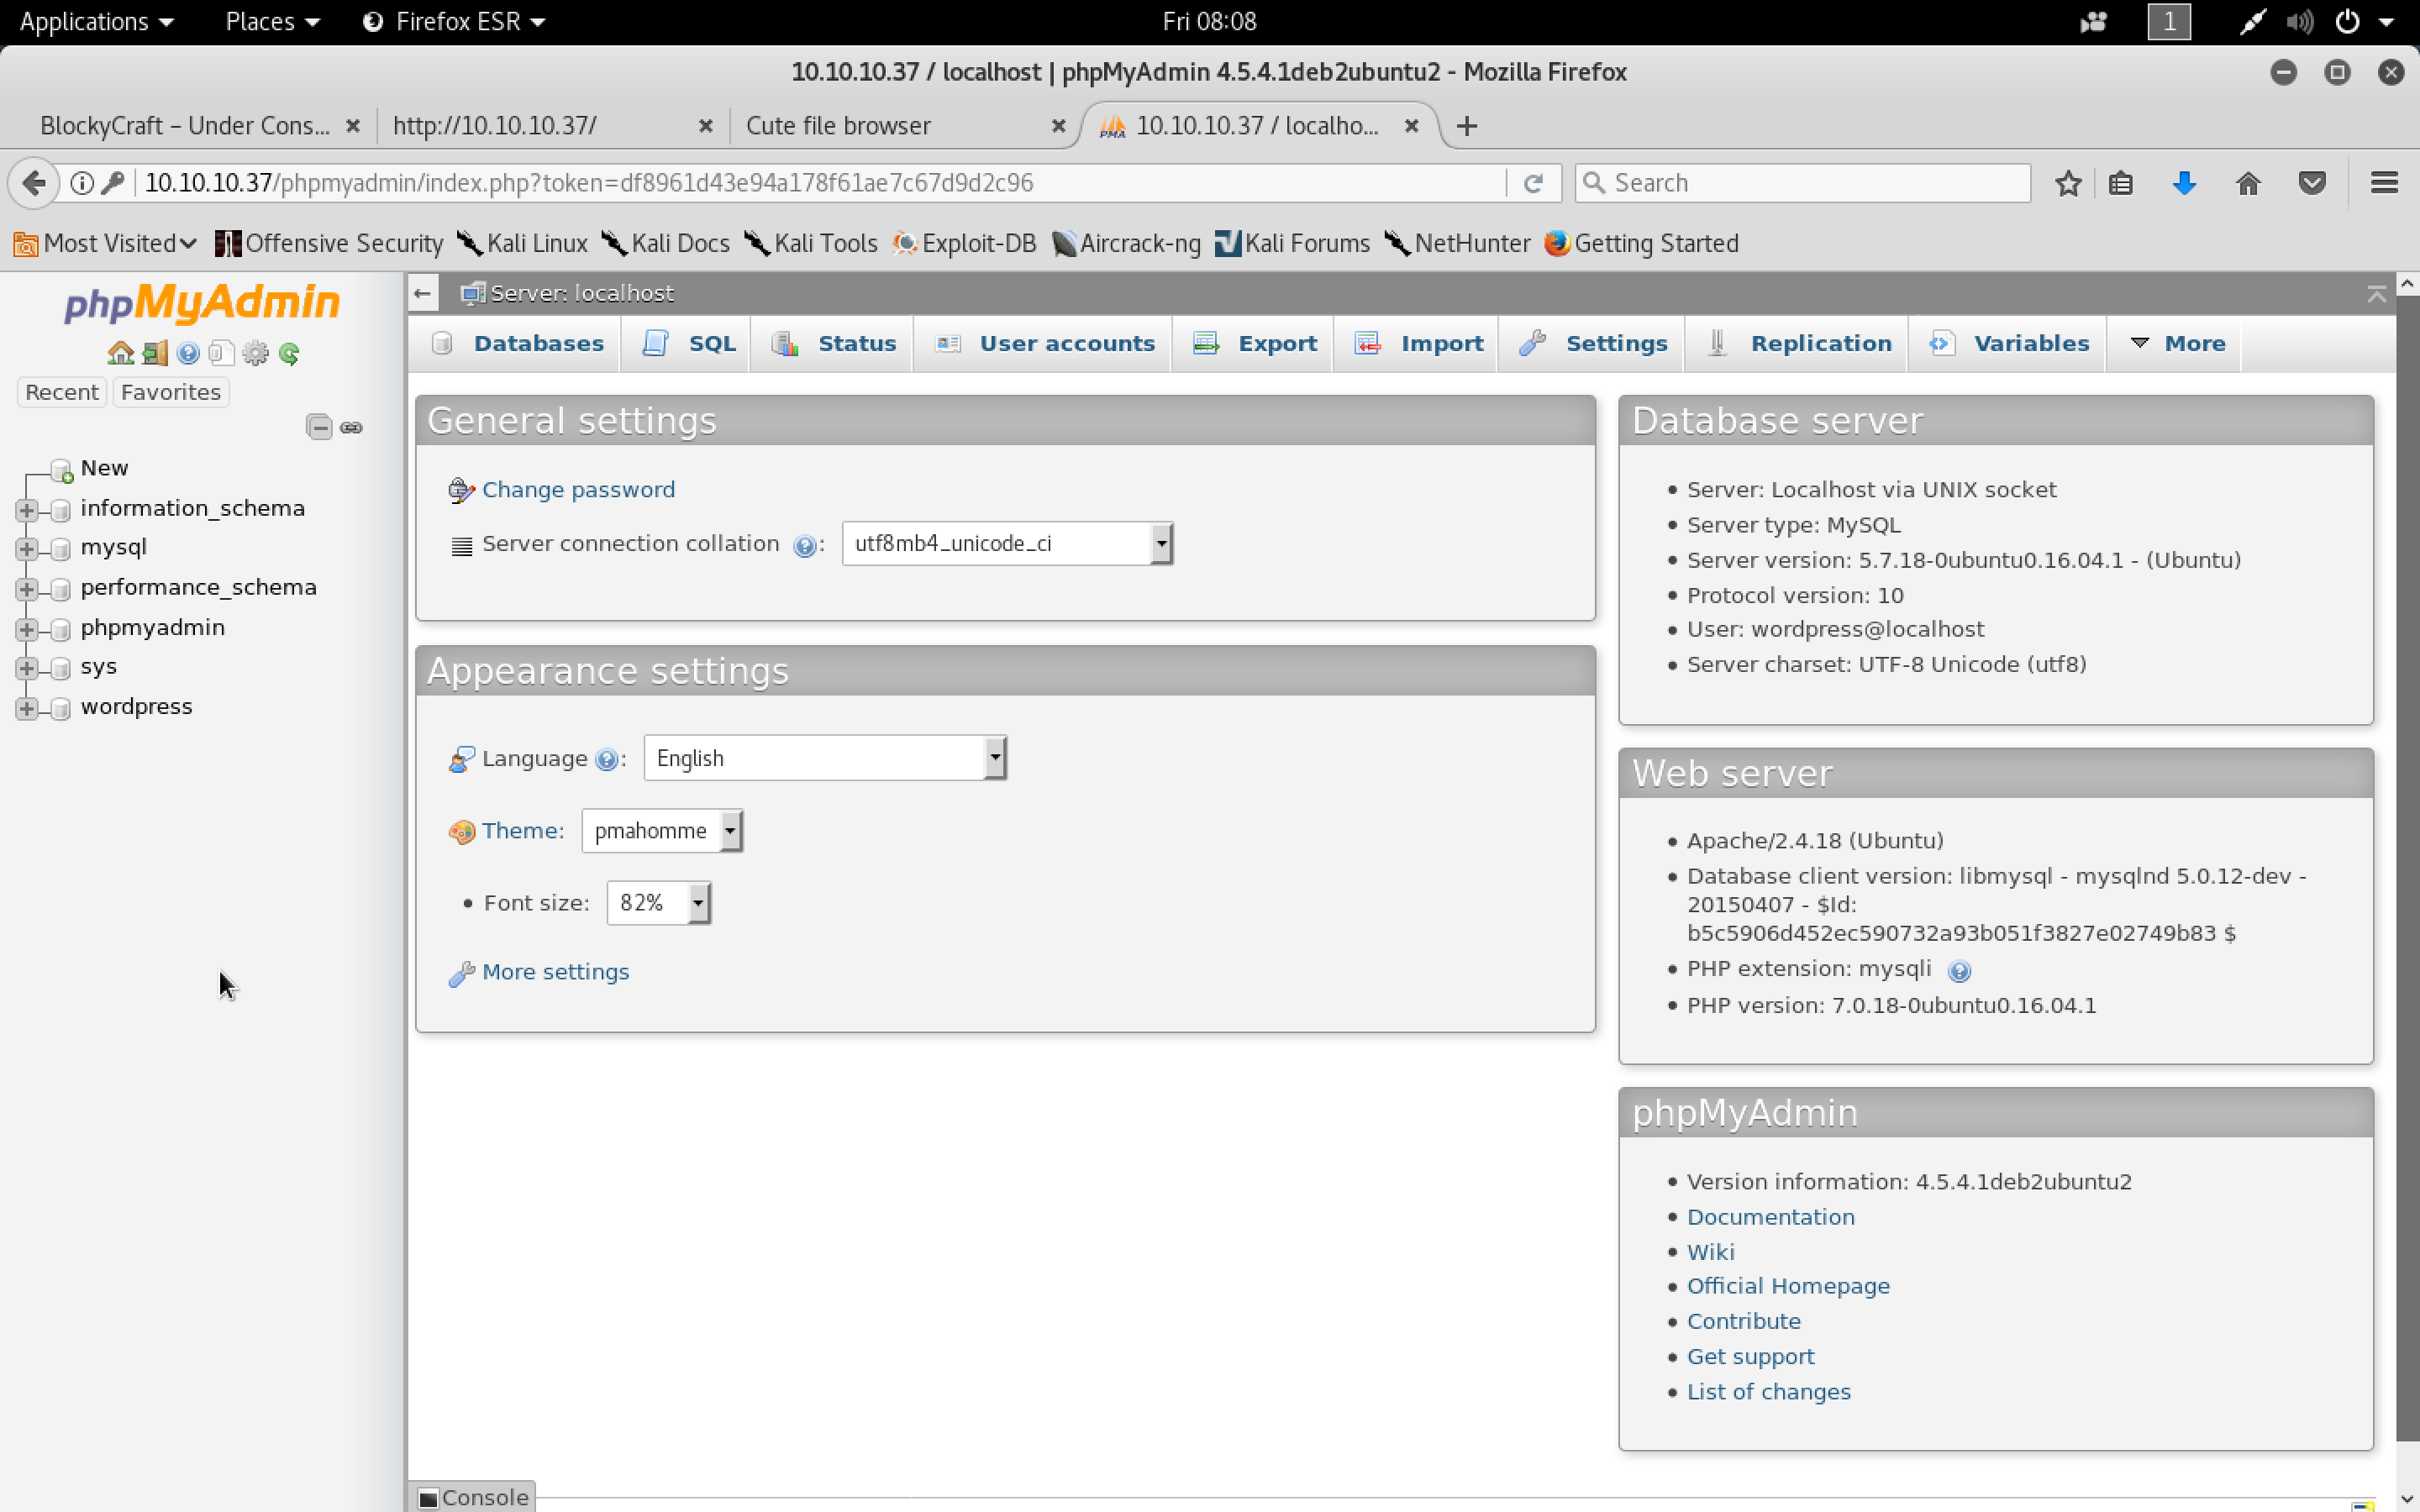 Applications Places Firefox ESR Fri 08:08 1
10.10.10.37 / localhost | phpMyAdmin 4.5.4.1deb2ubuntu2 - Mozilla Firefox
BlockyCraft – Under Cons... http://10.10.10.37/ Cute file browser 10.10.10.37 / localho...
10.10.10.37/phpmyadmin/index.php?token=df8961d43e94a178f61ae7c67d9d2c96 Search
Most Visited Offensive Security Kali Linux Kali Docs Kali Tools Exploit-DB Aircrack-ng Kali Forums NetHunter Getting Started
phpMyAdmin
Recent Favorites
New
information_schema
mysql
performance_schema
phpmyadmin
sys
wordpress
Server: localhost
Databases SQL Status User accounts Export Import Settings Replication Variables More
General settings
Change password
Server connection collation : utf8mb4_unicode_ci
Appearance settings
Language : English
Theme: pmahomme
Font size: 82%
More settings
Database server
Server: Localhost via UNIX socket
Server type: MySQL
Server version: 5.7.18-0ubuntu0.16.04.1 - (Ubuntu)
Protocol version: 10
User: wordpress@localhost
Server charset: UTF-8 Unicode (utf8)
Web server
Apache/2.4.18 (Ubuntu)
Database client version: libmysql - mysqlnd 5.0.12-dev -
20150407 - $Id:
b5c5906d452ec590732a93b051f3827e02749b83 $
PHP extension: mysqli
PHP version: 7.0.18-0ubuntu0.16.04.1
phpMyAdmin
Version information: 4.5.4.1deb2ubuntu2
Documentation
Wiki
Official Homepage
Contribute
Get support
List of changes
Console